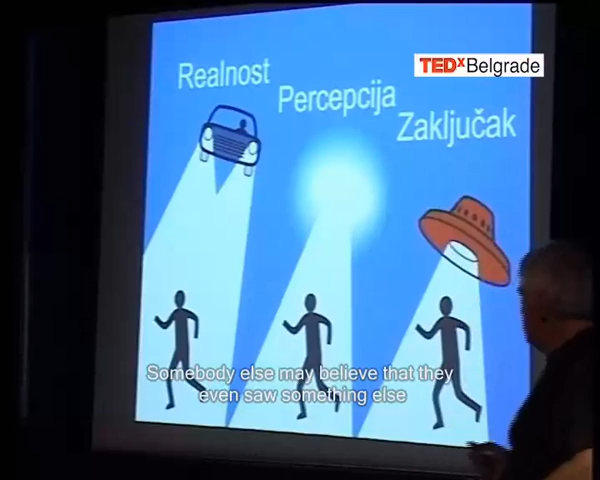 TEDxBelgrade
Realnost
Percepcija
Zaključak
Somebody else may believe that they
even saw something else